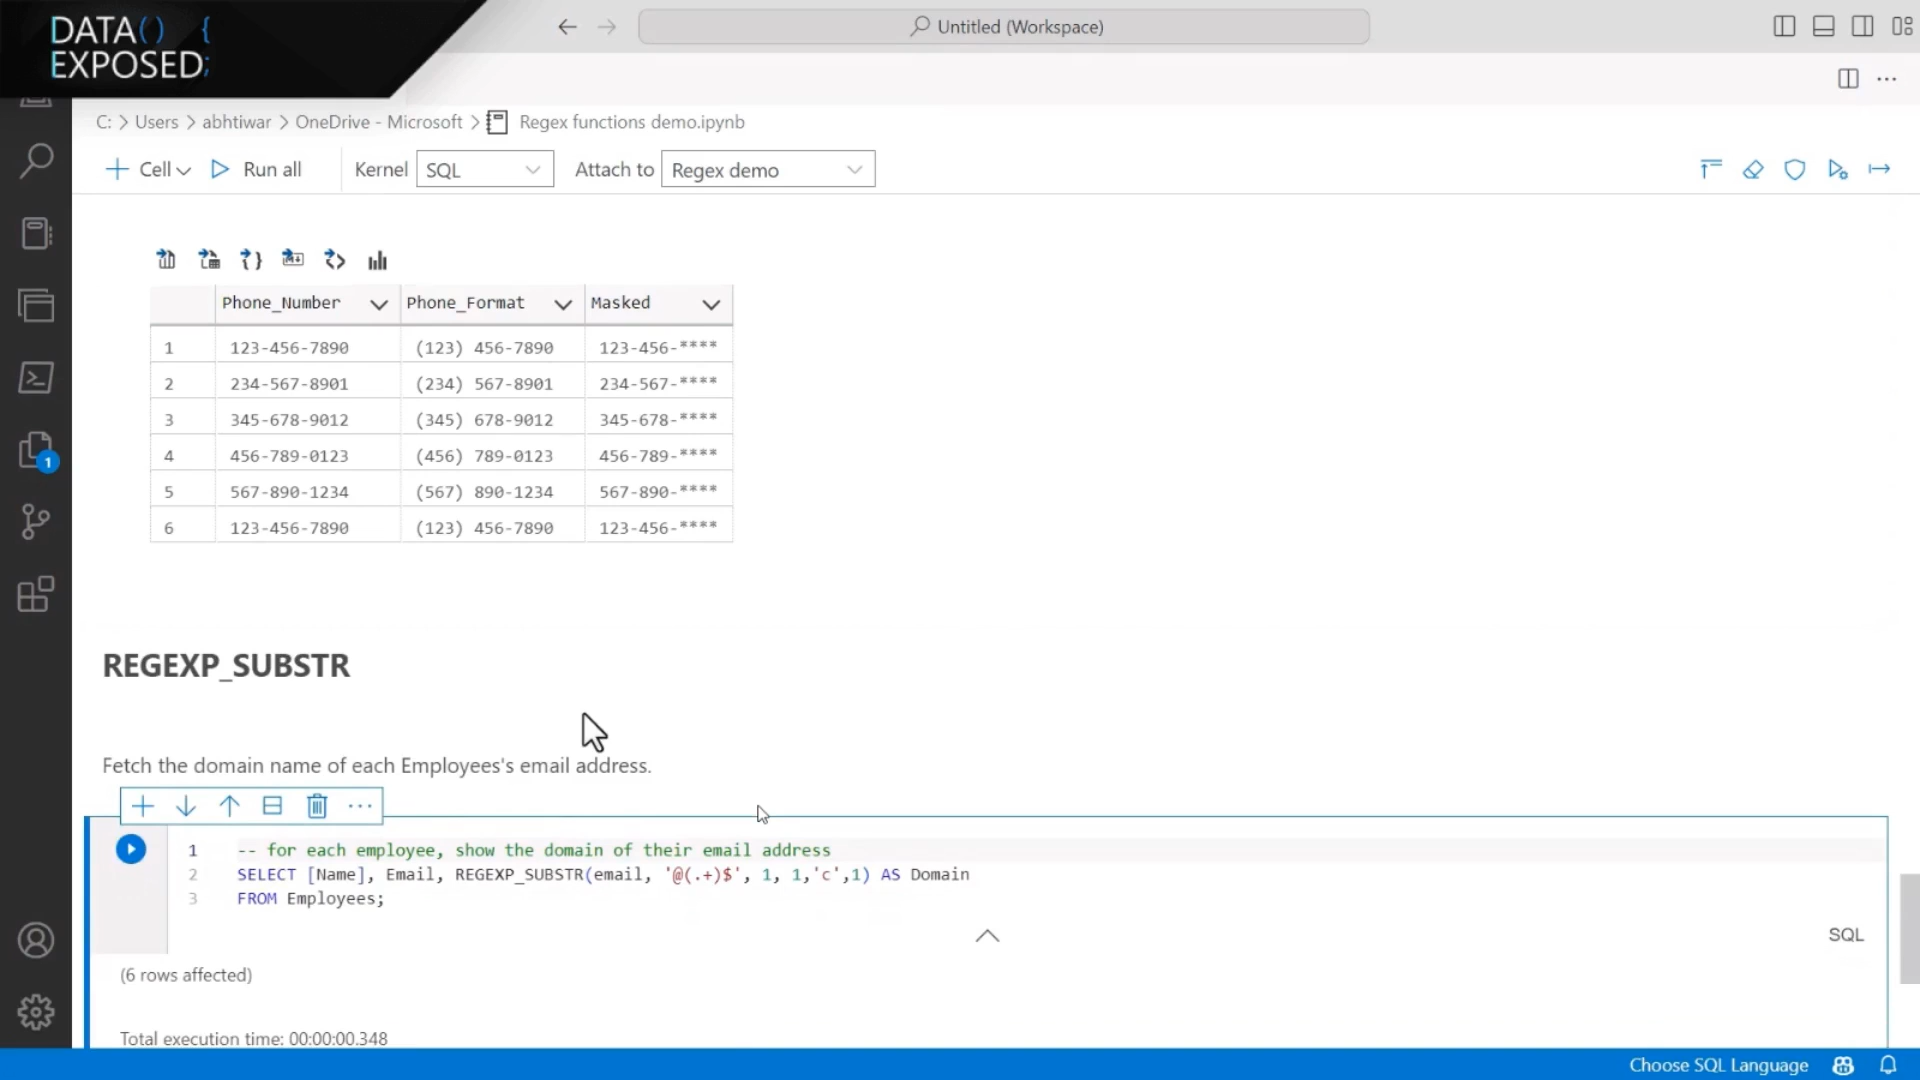 DATA() {
EXPOSED;
Untitled (Workspace)
C: > Users > abhtiwar > OneDrive - Microsoft > Regex functions demo.ipynb
Cell Run all Kernel SQL Attach to Regex demo
Phone_Number Phone_Format Masked
1 123-456-7890 (123) 456-7890 123-456-****
2 234-567-8901 (234) 567-8901 234-567-****
3 345-678-9012 (345) 678-9012 345-678-****
4 456-789-0123 (456) 789-0123 456-789-****
5 567-890-1234 (567) 890-1234 567-890-****
6 123-456-7890 (123) 456-7890 123-456-****
1
REGEXP_SUBSTR
Fetch the domain name of each Employees's email address.
1 -- for each employee, show the domain of their email address
2 SELECT [Name], Email, REGEXP_SUBSTR(email, '@(.+)$', 1, 1,'c',1) AS Domain
3 FROM Employees;
SQL
(6 rows affected)
Total execution time: 00:00:00.348
Choose SQL Language